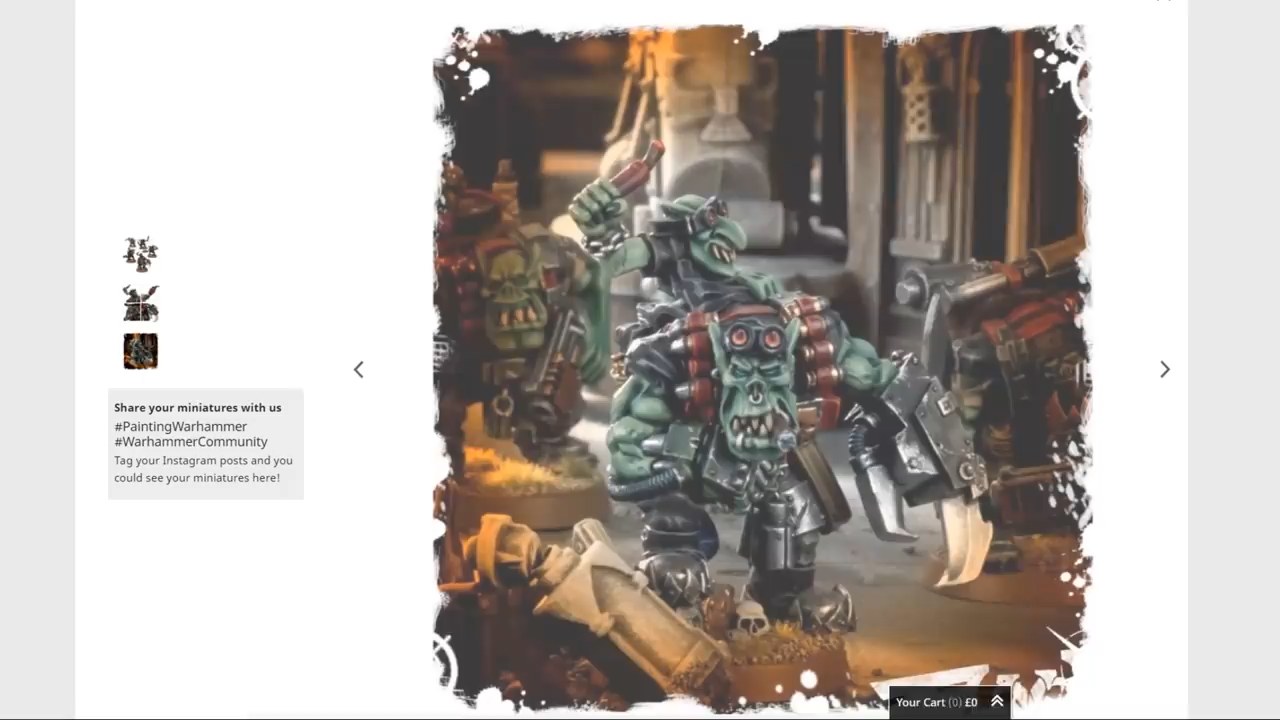 Share your miniatures with us
#PaintingWarhammer
#WarhammerCommunity
Tag your Instagram posts and you
could see your miniatures here!
Your Cart (0) £0